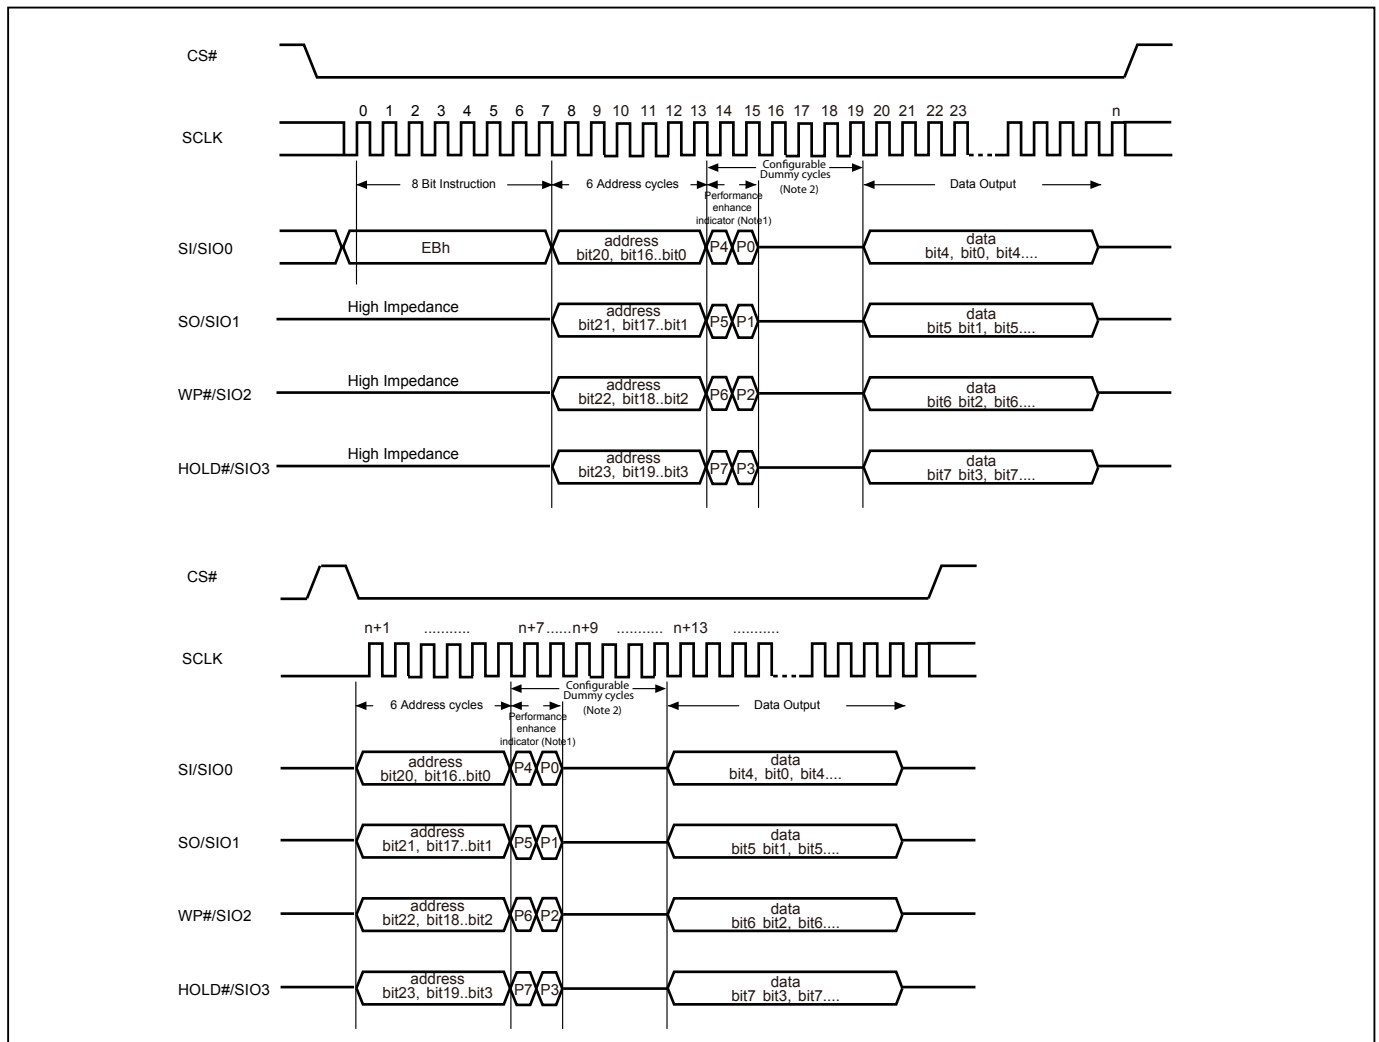 CS#
0 1 2 3 4 5 6 7 8 9 10 11 12 13 14 15 16 17 18 19 20 21 22 23 n
SCLK
8 Bit Instruction
6 Address cycles
Configurable
Dummy cycles
(Note 2)
Data Output
Performance
enhance
indicator (Note1)
SI/SIO0
EBh
address
bit20, bit16..bit0
P4 P0
data
bit4, bit0, bit4....
High Impedance
SO/SIO1
address
bit21, bit17..bit1
P5 P1
data
bit5 bit1, bit5....
High Impedance
WP#/SIO2
address
bit22, bit18..bit2
P6 P2
data
bit6 bit2, bit6....
High Impedance
HOLD#/SIO3
address
bit23, bit19..bit3
P7 P3
data
bit7 bit3, bit7....
CS#
n+1 ........... n+7 ......n+9 ........... n+13 ...........
SCLK
6 Address cycles
Configurable
Dummy cycles
(Note 2)
Data Output
Performance
enhance
indicator (Note1)
SI/SIO0
address
bit20, bit16..bit0
P4 P0
data
bit4, bit0, bit4....
SO/SIO1
address
bit21, bit17..bit1
P5 P1
data
bit5 bit1, bit5....
WP#/SIO2
address
bit22, bit18..bit2
P6 P2
data
bit6 bit2, bit6....
HOLD#/SIO3
address
bit23, bit19..bit3
P7 P3
data
bit7 bit3, bit7....